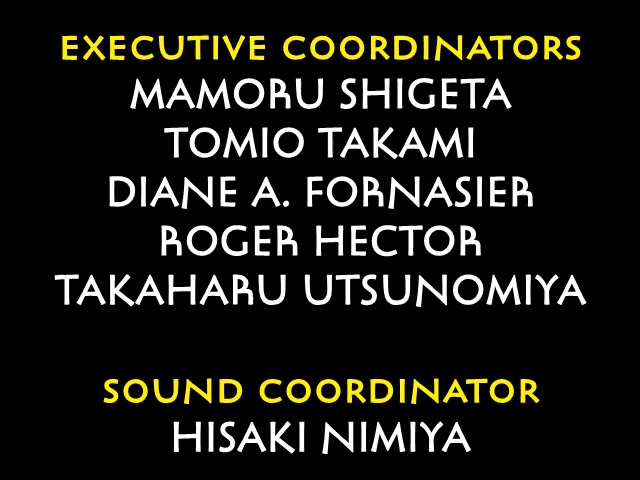 EXECUTIVE COORDINATORS
MAMORU SHIGETA
TOMIO TAKAMI
DIANE A. FORNASIER
ROGER HECTOR
TAKAHARU UTSUNOMIYA
SOUND COORDINATOR
HISAKI NIMIYA